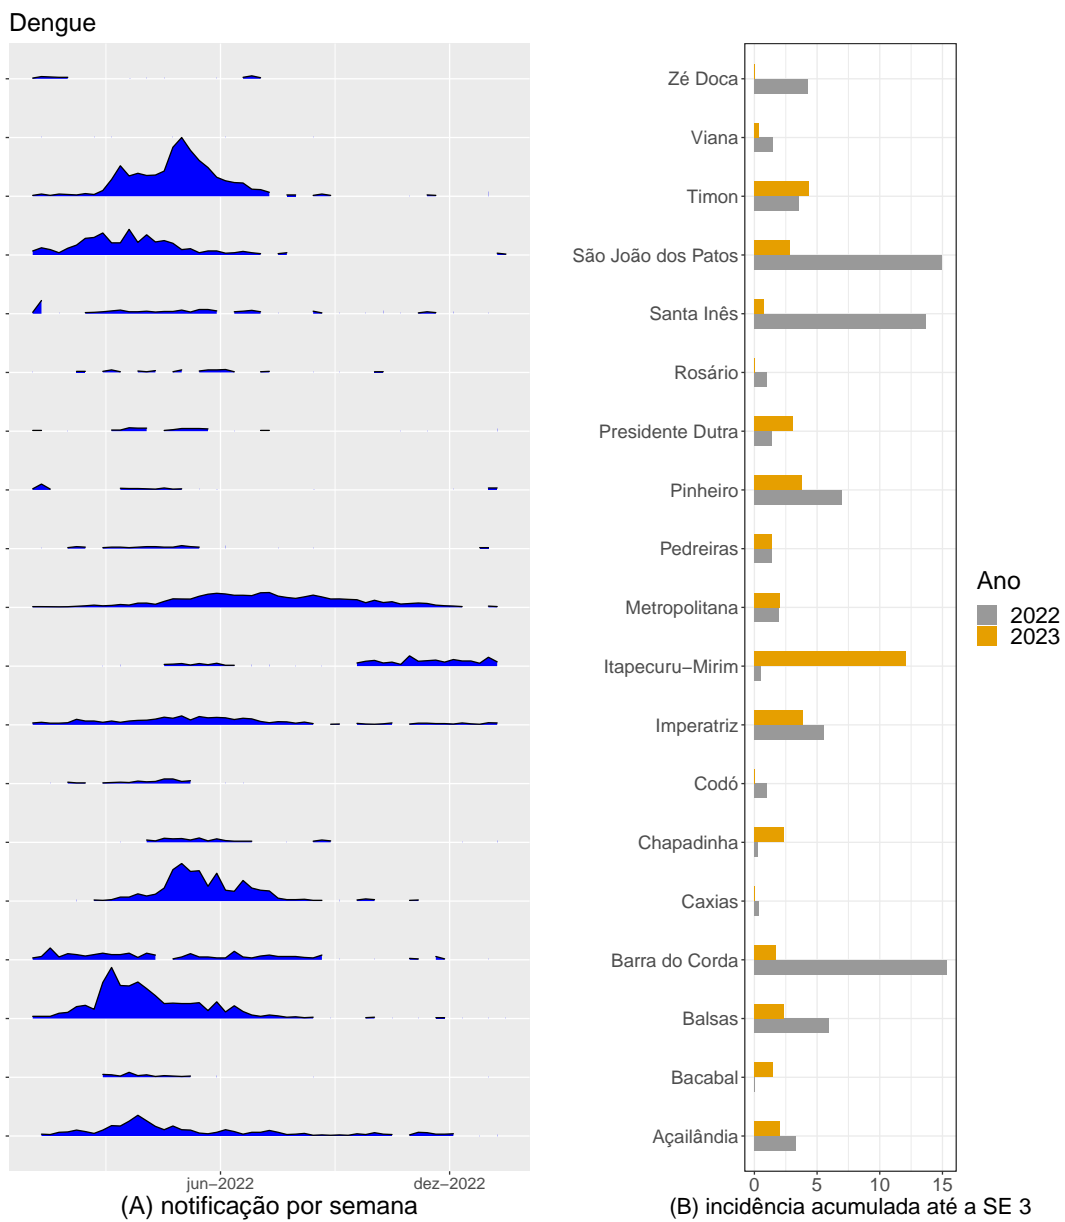 Dengue
Zé Doca
Viana
Timon
São João dos Patos
Santa Inês
Rosário
Presidente Dutra
Pinheiro
Pedreiras
Metropolitana
Itapecuru−Mirim
Imperatriz
Codó
Chapadinha
Caxias
Barra do Corda
Balsas
Bacabal
Açailândia
jun−2022 dez−2022
(A) notificação por semana
0 5 10 15
(B) incidência acumulada até a SE 3
Ano
2022
2023